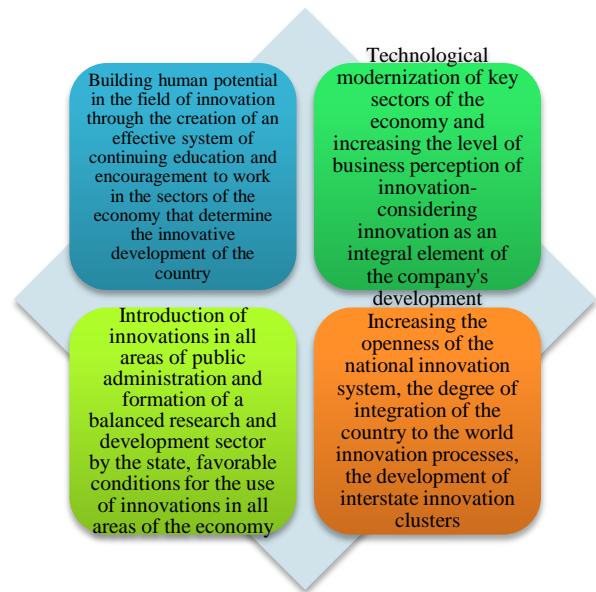 Building human potential
in the field of innovation
through the creation of an
effective system of
continuing education and
encouragement to work
in the sectors of the
economy that determine
the innovative
development of the
country
Technological
modernization of key
sectors of the
economy and
increasing the level of
business perception of
innovation-
considering
innovation as an
integral element of
the company's
development
Introduction of
innovations in all
areas of public
administration and
formation of a
balanced research and
development sector
by the state, favorable
conditions for the use
of innovations in all
areas of the economy
Increasing the
openness of the
national innovation
system, the degree of
integration of the
country to the world
innovation processes,
the development of
interstate innovation
clusters